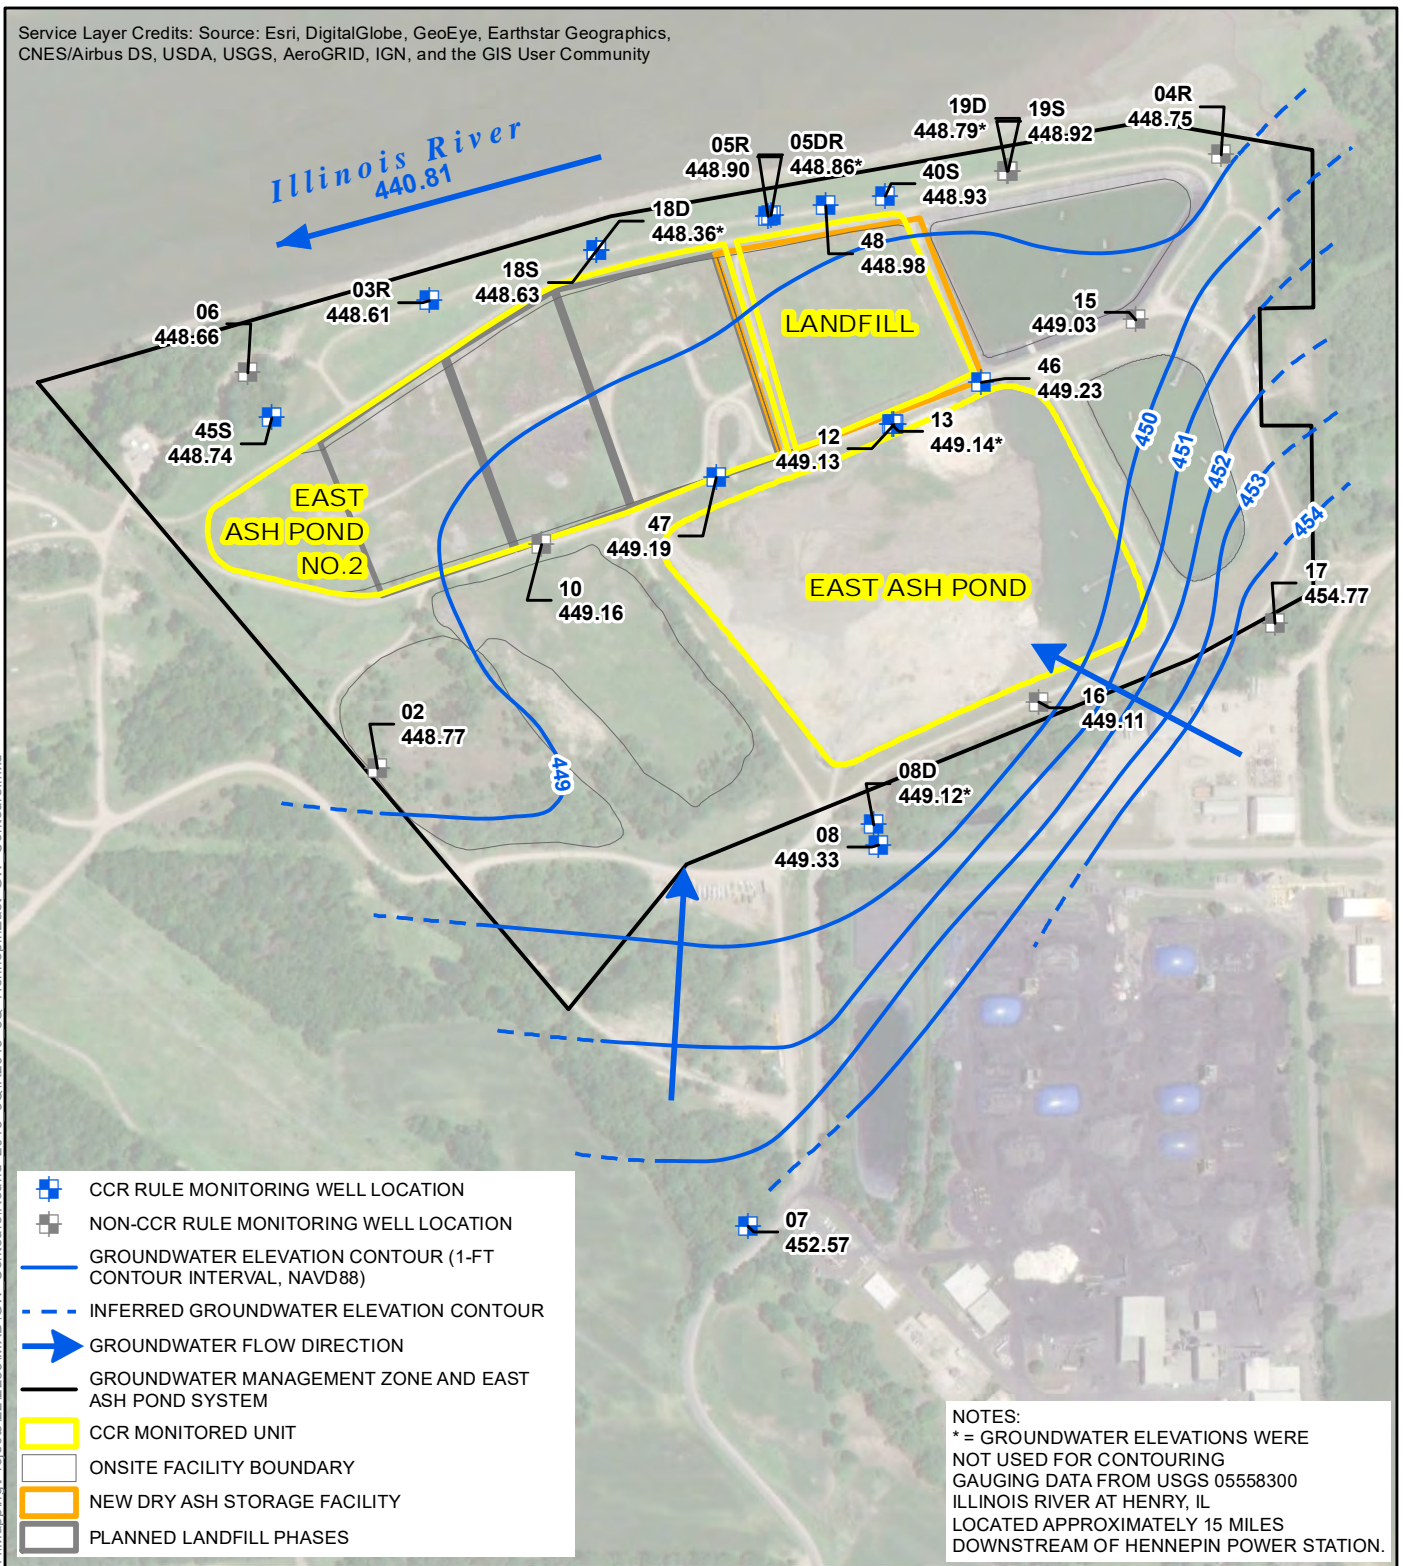 Service Layer Credits: Source: Esri, DigitalGlobe, GeoEye, Earthstar Geographics,
CNES/Airbus DS, USDA, USGS, AeroGRID, IGN, and the GIS User Community
Illinois River
440.81
19D
448.79*
19S
448.92
04R
448.75
05R
448.90
05DR
448.86*
40S
448.93
18D
448.36*
48
448.98
18S
448.63
03R
448.61
06
448.66
15
449.03
LANDFILL
46
449.23
45S
448.74
12
449.13
13
449.14*
450
451
452
453
454
EAST
ASH POND
NO.2
47
449.19
EAST ASH POND
10
449.16
17
454.77
16
449.11
02
448.77
449
08D
449.12*
08
449.33
07
452.57
CCR RULE MONITORING WELL LOCATION
NON-CCR RULE MONITORING WELL LOCATION
GROUNDWATER ELEVATION CONTOUR (1-FT
CONTOUR INTERVAL, NAVD88)
INFERRED GROUNDWATER ELEVATION CONTOUR
GROUNDWATER FLOW DIRECTION
GROUNDWATER MANAGEMENT ZONE AND EAST
ASH POND SYSTEM
CCR MONITORED UNIT
ONSITE FACILITY BOUNDARY
NEW DRY ASH STORAGE FACILITY
PLANNED LANDFILL PHASES
NOTES:
* = GROUNDWATER ELEVATIONS WERE
NOT USED FOR CONTOURING
GAUGING DATA FROM USGS 05558300
ILLINOIS RIVER AT HENRY, IL
LOCATED APPROXIMATELY 15 MILES
DOWNSTREAM OF HENNEPIN POWER STATION.